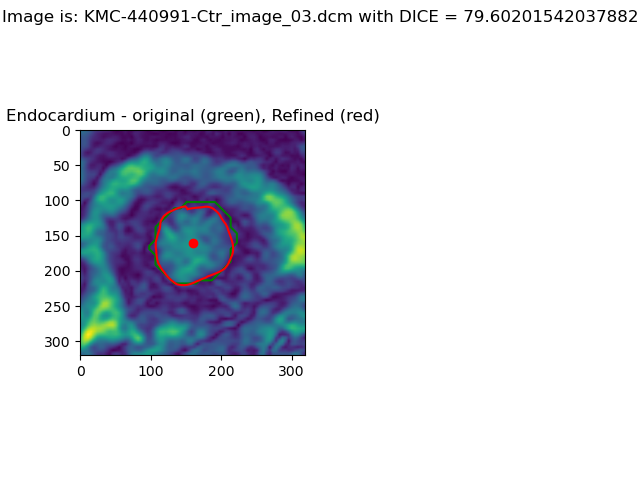 Image is: KMC-440991-Ctr_image_03.dcm with DICE = 79.60201542037882
Endocardium - original (green), Refined (red)
0
50
100
150
200
250
300
0 100 200 300